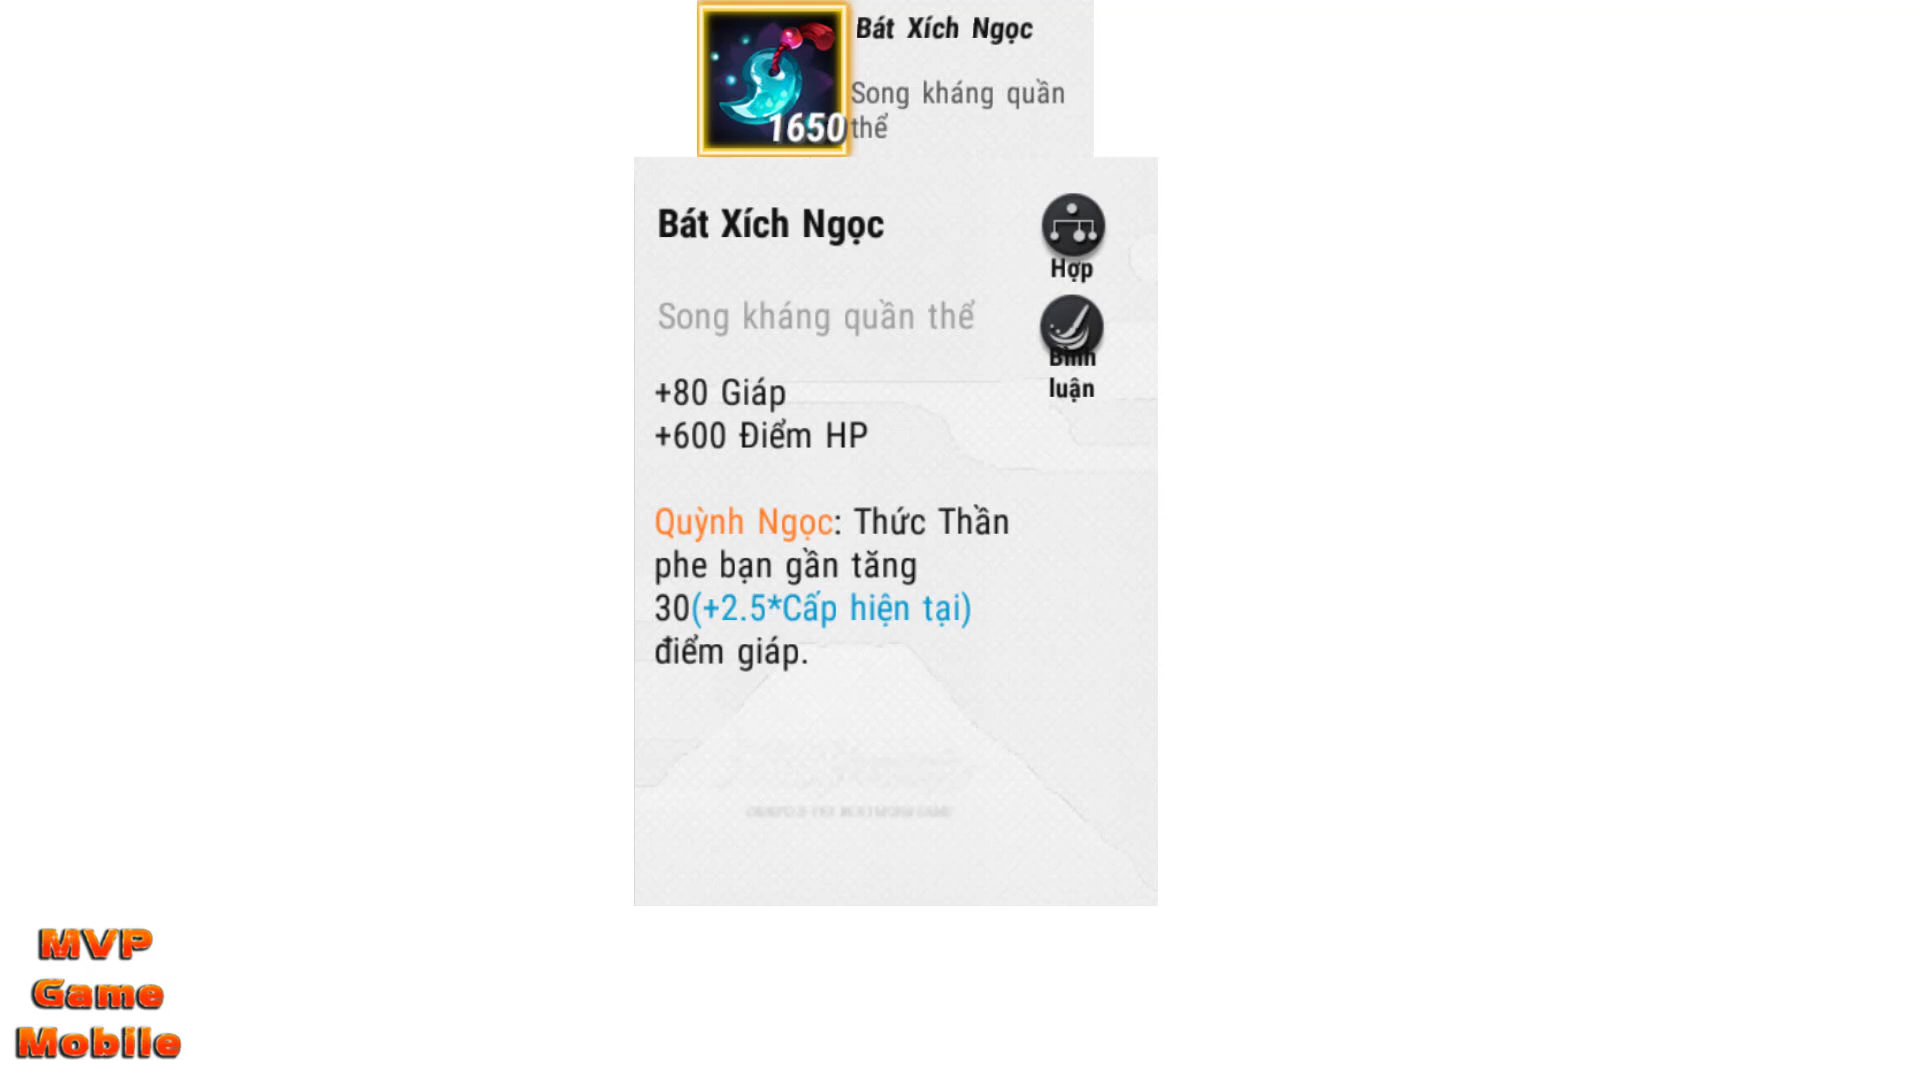 Bát Xích Ngọc
Song kháng quần
thể
1650
Bát Xích Ngọc
Hợp
Song kháng quần thể
Bình
luận
+80 Giáp
+600 Điểm HP
Quỳnh Ngọc: Thức Thần
phe bạn gần tăng
30(+2.5*Cấp hiện tại)
điểm giáp.
MVP
Game
Mobile